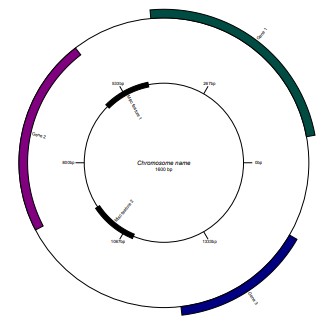 Gene 1
533bp
267bp
Misc feature 1
Gene 2
800bp
Chromosome name
0bp
1600 bp
Misc feature
1067bp
1333bp
Gene 3